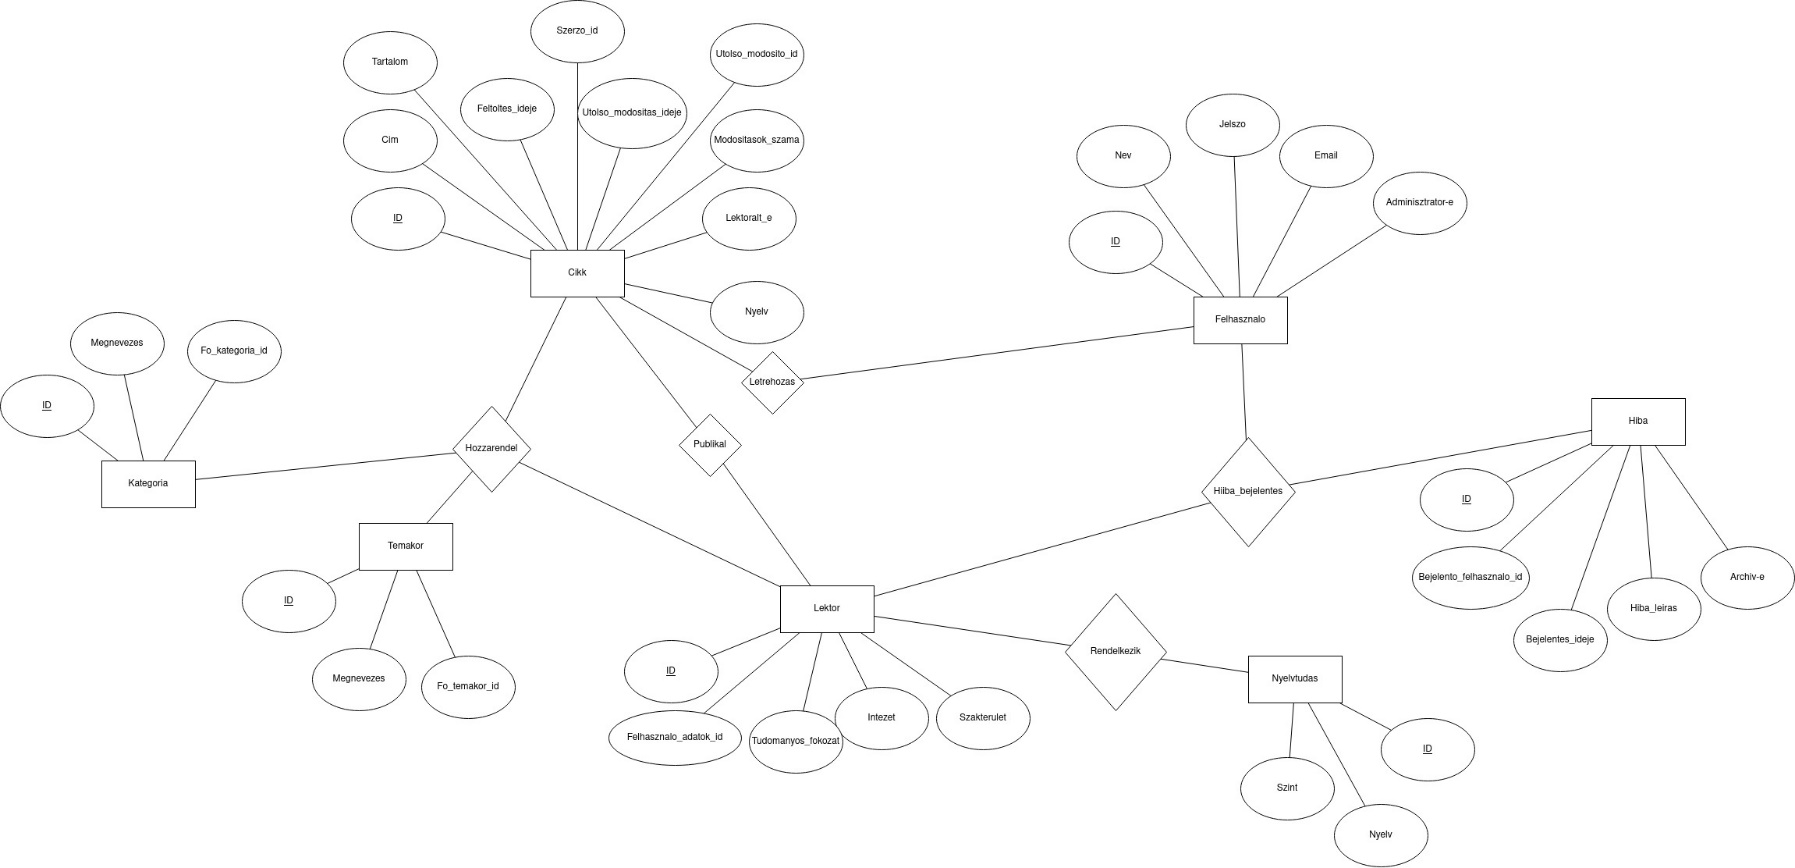 Szerzo_id
Utolso_modosito_id
Tartalom
Feltoltes_ideje
Utolso_modositas_ideje
Cim
Modositasok_szama
ID
Lektoralt_e
Cikk
Nyelv
Jelszo
Nev
Email
Adminisztrator-e
ID
Felhasznalo
Megnevezes
Fo_kategoria_id
ID
Kategoria
Letrehozas
Hozzarendel
Publikal
Hiba
Hiiba_bejelentes
ID
Bejelento_felhasznalo_id
Bejelentes_ideje
Hiba_leiras
Archiv-e
Temakor
ID
Megnevezes
Fo_temakor_id
Lektor
Rendelkezik
ID
Felhasznalo_adatok_id
Tudomanyos_fokozat
Intezet
Szakterulet
Nyelvtudas
ID
Szint
Nyelv